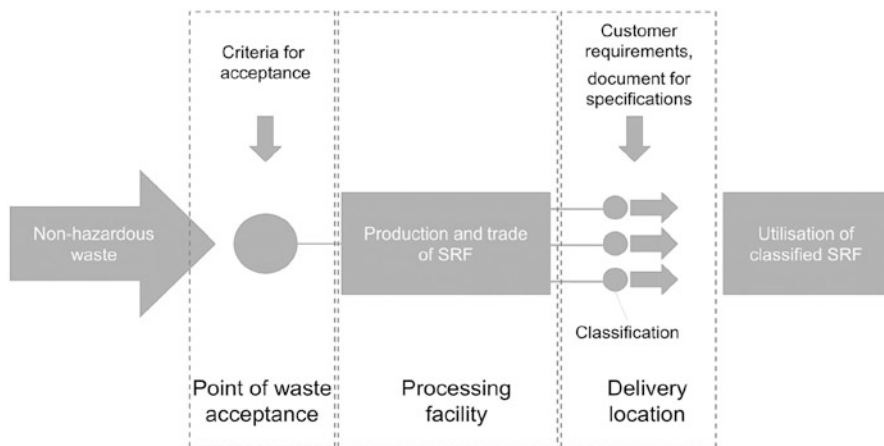 Criteria for
acceptance
Customer
requirements,
document for
specifications
Non-hazardous
waste
Production and trade
of SRF
Utilisation of
classified SRF
Classification
Point of waste
acceptance
Processing
facility
Delivery
location